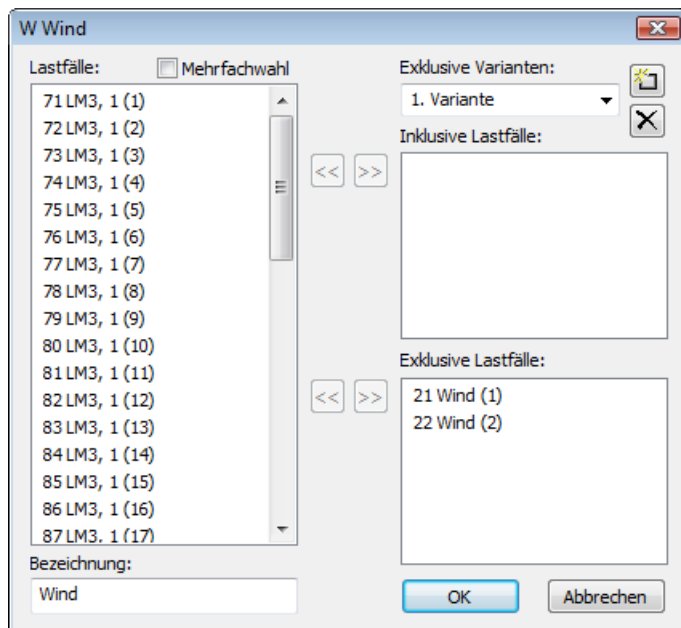 W Wind
Lastfälle:
Mehrfachwahl
71 LM3, 1 (1)
72 LM3, 1 (2)
73 LM3, 1 (3)
74 LM3, 1 (4)
75 LM3, 1 (5)
76 LM3, 1 (6)
77 LM3, 1 (7)
78 LM3, 1 (8)
79 LM3, 1 (9)
80 LM3, 1 (10)
81 LM3, 1 (11)
82 LM3, 1 (12)
83 LM3, 1 (13)
84 LM3, 1 (14)
85 LM3, 1 (15)
86 LM3, 1 (16)
87 LM3, 1 (17)
Bezeichnung:
Wind
<< >>
<< >>
Exklusive Varianten:
1. Variante
Inklusive Lastfälle:
Exklusive Lastfälle:
21 Wind (1)
22 Wind (2)
OK
Abbrechen